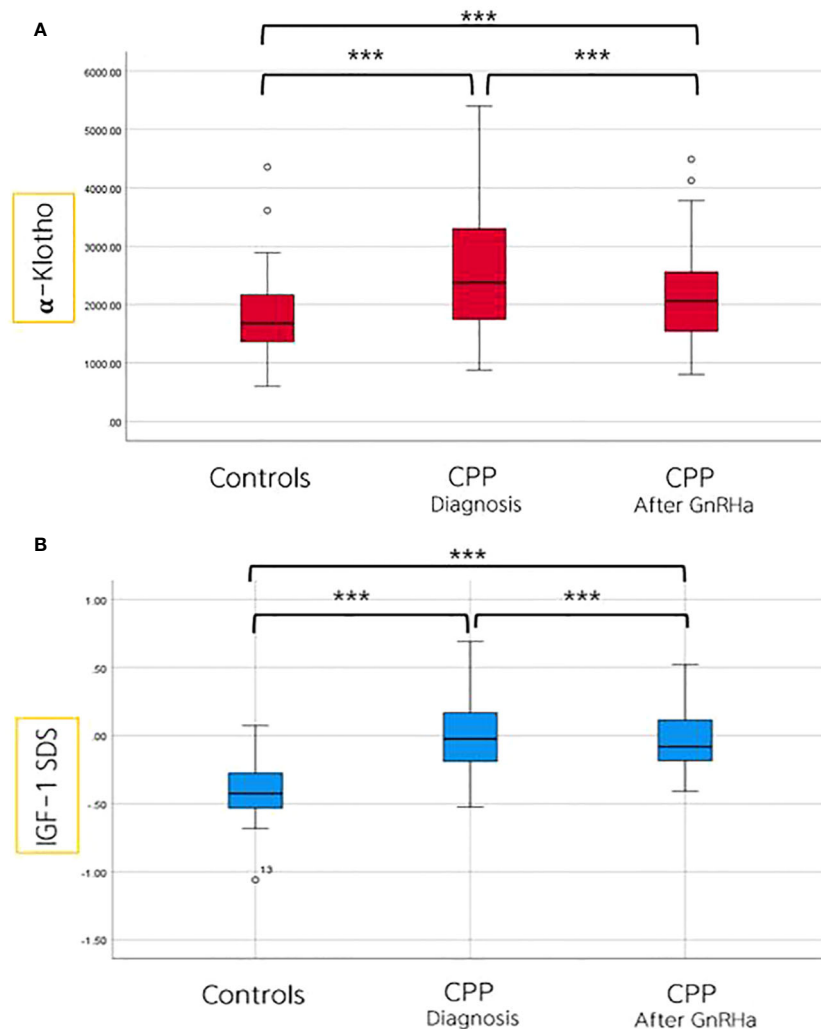 A
***
***
***
6000.00
5000.00
4000.00
3000.00
2000.00
1000.00
.00
α-Klotho
Controls
CPP
Diagnosis
CPP
After GnRHa
B
***
***
***
1.00
.50
.00
-.50
-1.00
-1.50
13
IGF-1 SDS
Controls
CPP
Diagnosis
CPP
After GnRHa